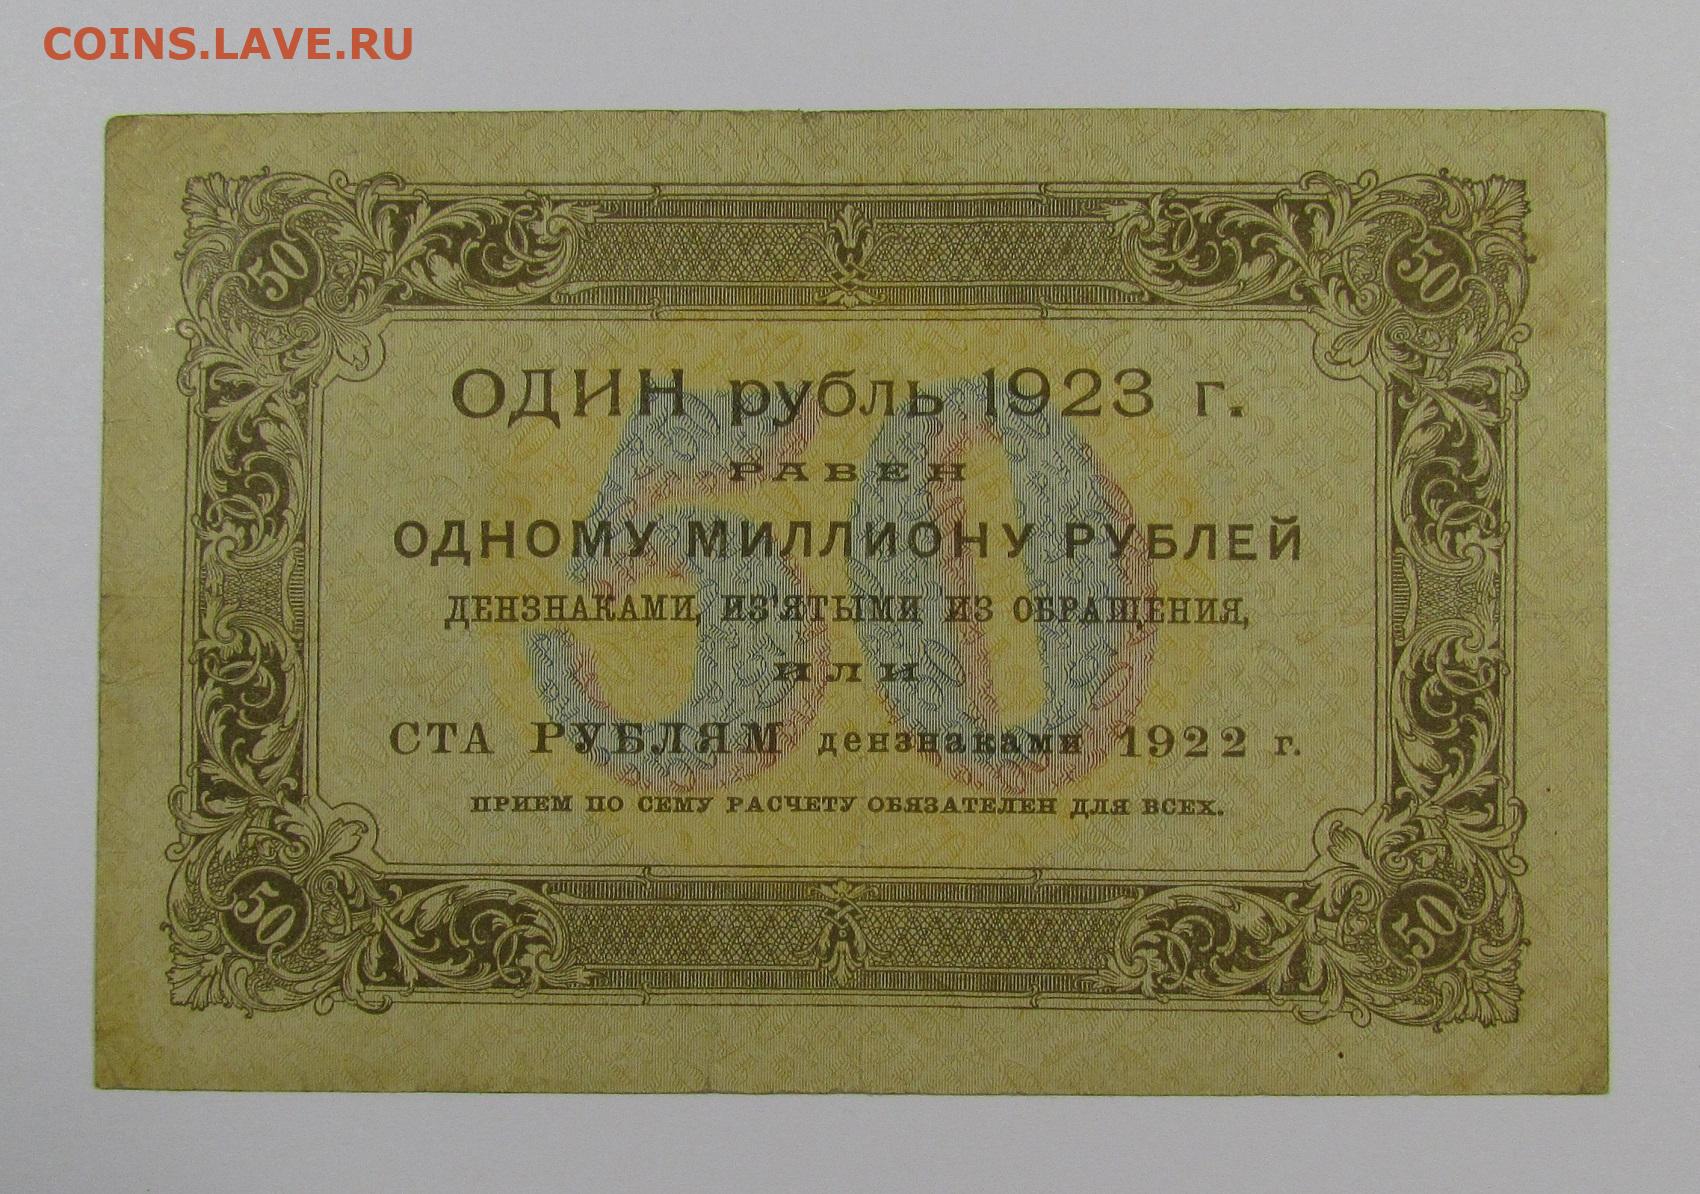 COINS.LAVE.RU
50 50
ОДИН рубль 1923 г.
РАВЕН
ОДНОМУ МИЛЛИОНУ РУБЛЕЙ
ДЕНЗНАКАМИ, ИЗ'ЯТЫМИ ИЗ ОБРАЩЕНИЯ,
ИЛИ
СТА РУБЛЯМ дензнаками 1922 г.
ПРИЕМ ПО СЕМУ РАСЧЕТУ ОБЯЗАТЕЛЕН ДЛЯ ВСЕХ.
50
50 50